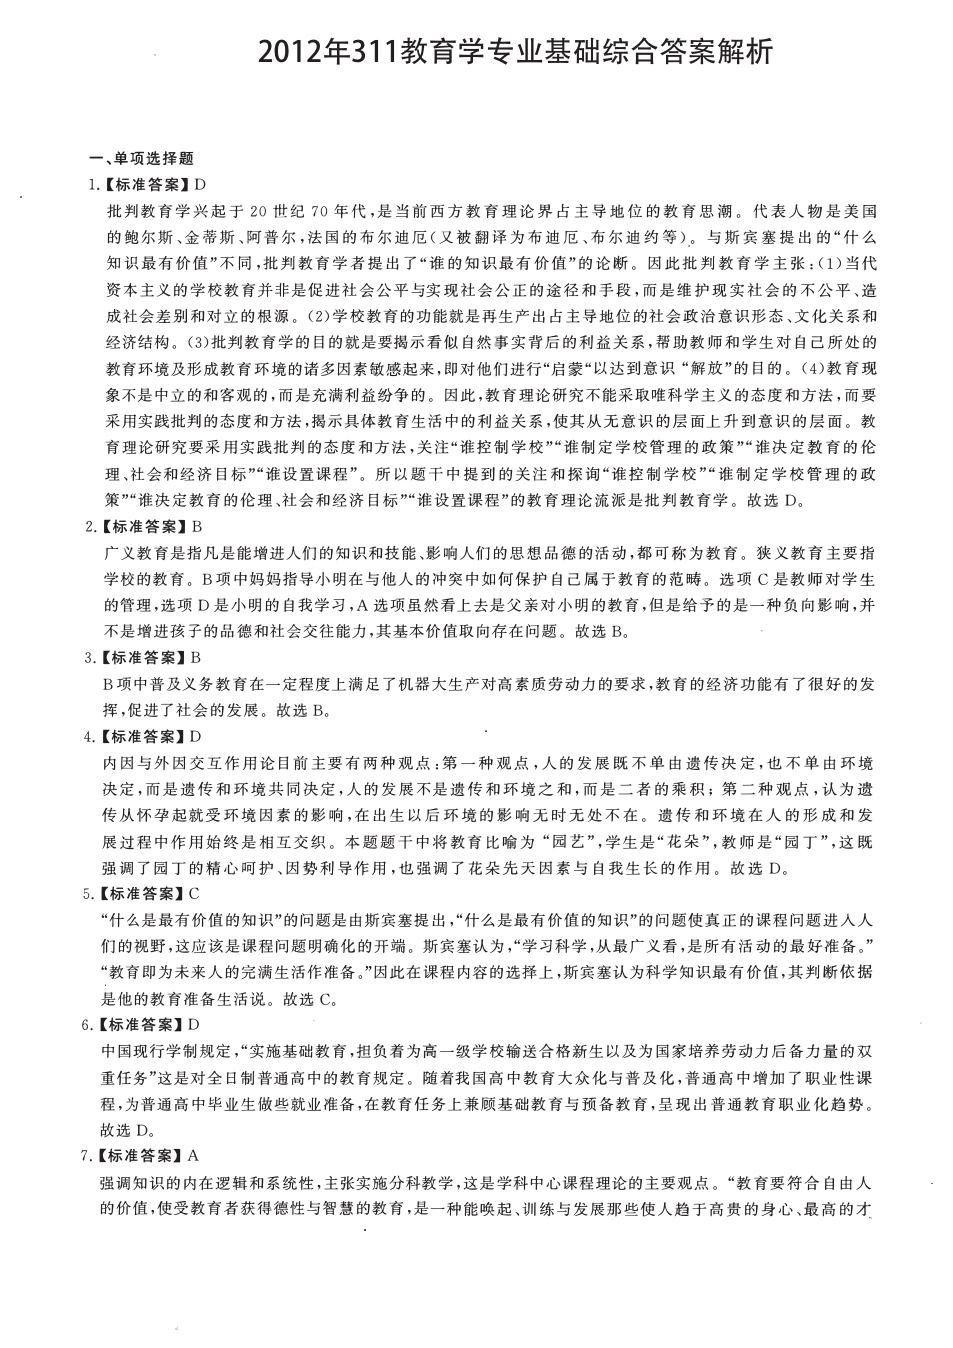 2012年311教育学专业基础综合答案解析
一、单项选择题
1.【标准答案】D
批判教育学兴起于 20 世纪 70 年代,是当前西方教育理论界占主导地位的教育思潮。代表人物是美国
的鲍尔斯、金蒂斯、阿普尔,法国的布尔迪厄(又被翻译为布迪厄、布尔迪约等)。与斯宾塞提出的“什么
知识最有价值”不同,批判教育学者提出了“谁的知识最有价值”的论断。因此批判教育学主张:(1)当代
资本主义的学校教育并非是促进社会公平与实现社会公正的途径和手段,而是维护现实社会的不公平、造
成社会差别和对立的根源。(2)学校教育的功能就是再生产出占主导地位的社会政治意识形态、文化关系和
经济结构。(3)批判教育学的目的就是要揭示看似自然事实背后的利益关系,帮助教师和学生对自己所处的
教育环境及形成教育环境的诸多因素敏感起来,即对他们进行“启蒙“以达到意识 “解放”的目的。(4)教育现
象不是中立的和客观的,而是充满利益纷争的。因此,教育理论研究不能采取唯科学主义的态度和方法,而要
采用实践批判的态度和方法,揭示具体教育生活中的利益关系,使其从无意识的层面上升到意识的层面。教
育理论研究要采用实践批判的态度和方法,关注“谁控制学校”“谁制定学校管理的政策”“谁决定教育的伦
理、社会和经济目标”“谁设置课程”。所以题干中提到的关注和探询“谁控制学校”“谁制定学校管理的政
策”“谁决定教育的伦理、社会和经济目标”“谁设置课程”的教育理论流派是批判教育学。故选 D。
2.【标准答案】B
广义教育是指凡是能增进人们的知识和技能、影响人们的思想品德的活动,都可称为教育。狭义教育主要指
学校的教育。B项中妈妈指导小明在与他人的冲突中如何保护自己属于教育的范畴。选项 C 是教师对学生
的管理,选项 D 是小明的自我学习,A 选项虽然看上去是父亲对小明的教育,但是给予的是一种负向影响,并
不是增进孩子的品德和社会交往能力,其基本价值取向存在问题。故选 B。
3.【标准答案】B
B项中普及义务教育在一定程度上满足了机器大生产对高素质劳动力的要求,教育的经济功能有了很好的发
挥,促进了社会的发展。故选 B。
4.【标准答案】D
内因与外因交互作用论目前主要有两种观点:第一种观点,人的发展既不单由遗传决定,也不单由环境
决定,而是遗传和环境共同决定,人的发展不是遗传和环境之和,而是二者的乘积; 第二种观点,认为遗
传从怀孕起就受环境因素的影响,在出生以后环境的影响无时无处不在。遗传和环境在人的形成和发
展过程中作用始终是相互交织。本题题干中将教育比喻为 “园艺”,学生是“花朵”,教师是“园丁”,这既
强调了园丁的精心呵护、因势利导作用,也强调了花朵先天因素与自我生长的作用。故选 D。
5.【标准答案】C
“什么是最有价值的知识”的问题是由斯宾塞提出,“什么是最有价值的知识”的问题使真正的课程问题进入人
们的视野,这应该是课程问题明确化的开端。斯宾塞认为,“学习科学,从最广义看,是所有活动的最好准备。”
“教育即为未来人的完满生活作准备。”因此在课程内容的选择上,斯宾塞认为科学知识最有价值,其判断依据
是他的教育准备生活说。故选 C。
6.【标准答案】D
中国现行学制规定,“实施基础教育,担负着为高一级学校输送合格新生以及为国家培养劳动力后备力量的双
重任务”这是对全日制普通高中的教育规定。随着我国高中教育大众化与普及化,普通高中增加了职业性课
程,为普通高中毕业生做些就业准备,在教育任务上兼顾基础教育与预备教育,呈现出普通教育职业化趋势。
故选 D。
7.【标准答案】A
强调知识的内在逻辑和系统性,主张实施分科教学,这是学科中心课程理论的主要观点。“教育要符合自由人
的价值,使受教育者获得德性与智慧的教育,是一种能唤起、训练与发展那些使人趋于高贵的身心、最高的才